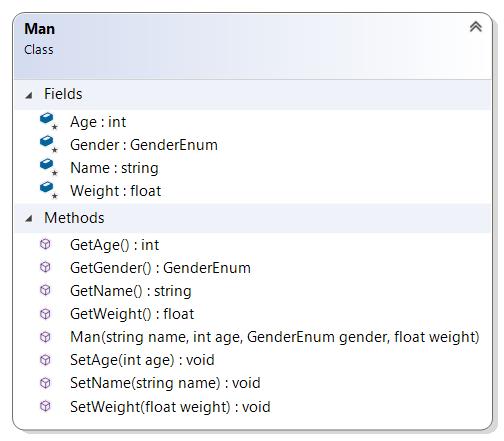 Man
Class
Fields
Age : int
Gender : GenderEnum
Name : string
Weight : float
Methods
GetAge() : int
GetGender() : GenderEnum
GetName() : string
GetWeight() : float
Man(string name, int age, GenderEnum gender, float weight)
SetAge(int age) : void
SetName(string name) : void
SetWeight(float weight) : void